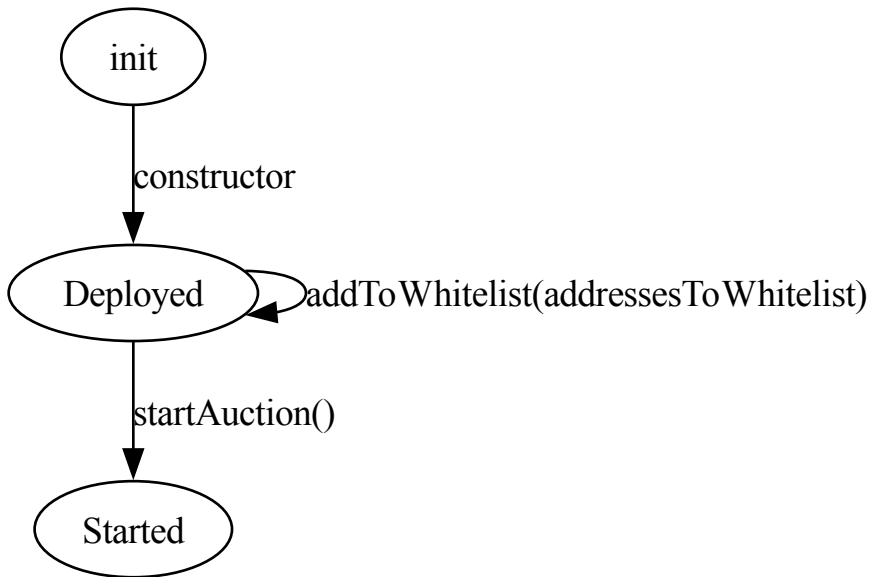 init
constructor
Deployed
addToWhitelist(addressesToWhitelist)
startAuction()
Started